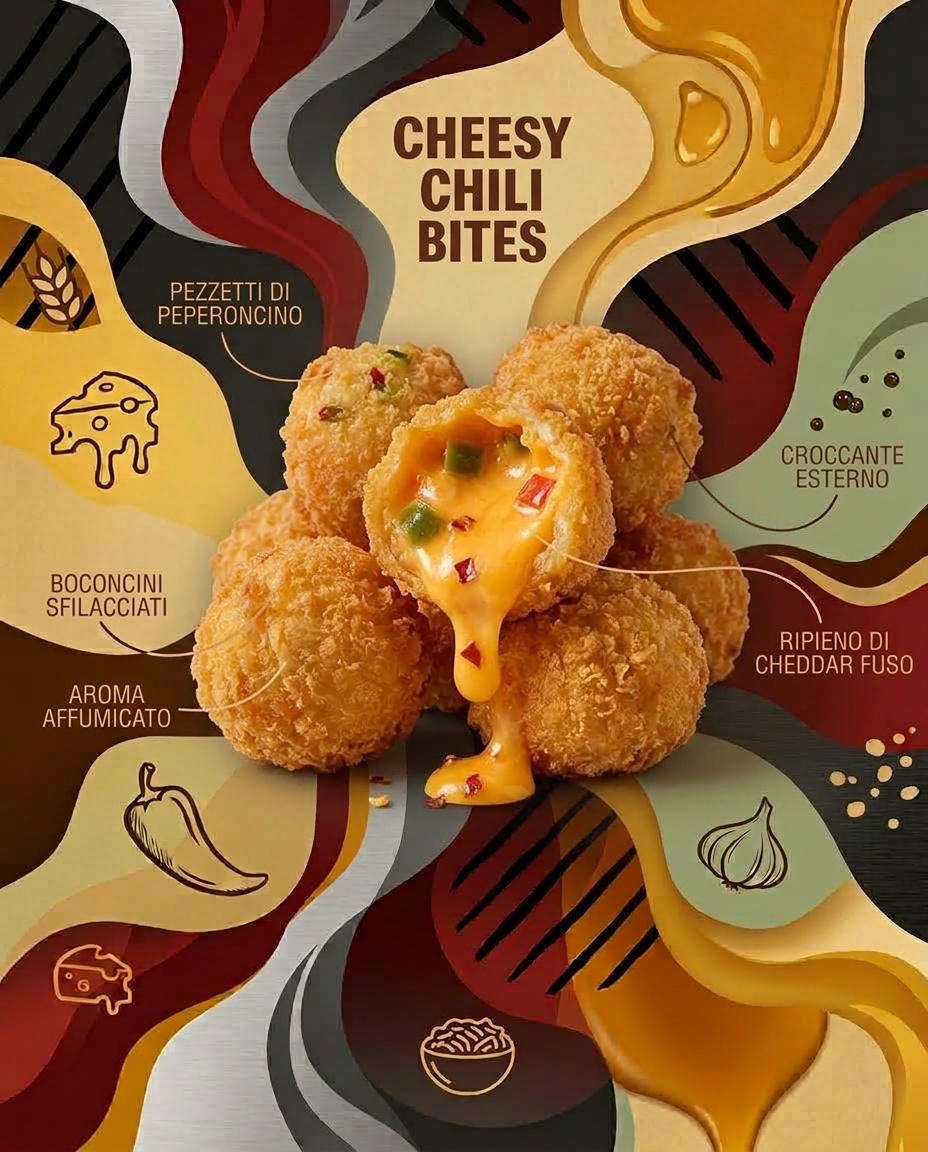 CHEESY
CHILI
BITES
PEZZETTI DI
PEPERONCINO
CROCCANTE
ESTERNO
BOCONCINI
SFILACCIATI
RIPIENO DI
CHEDDAR FUSO
AROMA
AFFUMICATO